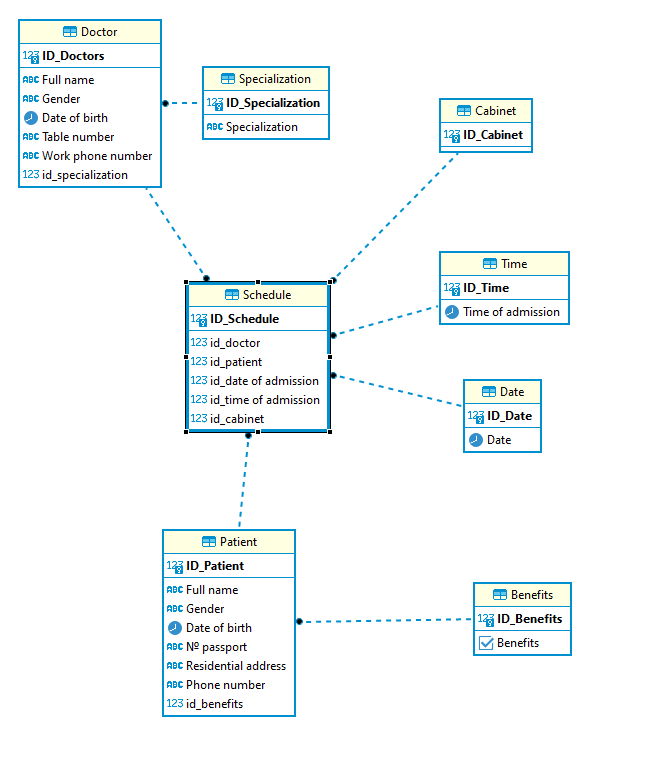 Doctor
123 ID_Doctors
ABC Full name
ABC Gender
Date of birth
ABC Table number
ABC Work phone number
123 id_specialization
Specialization
123 ID_Specialization
ABC Specialization
Cabinet
123 ID_Cabinet
Time
123 ID_Time
Time of admission
Schedule
123 ID_Schedule
123 id_doctor
123 id_patient
123 id_date of admission
123 id_time of admission
123 id_cabinet
Date
123 ID_Date
Date
Patient
123 ID_Patient
ABC Full name
ABC Gender
Date of birth
ABC Nº passport
ABC Residential address
ABC Phone number
123 id_benefits
Benefits
123 ID_Benefits
Benefits